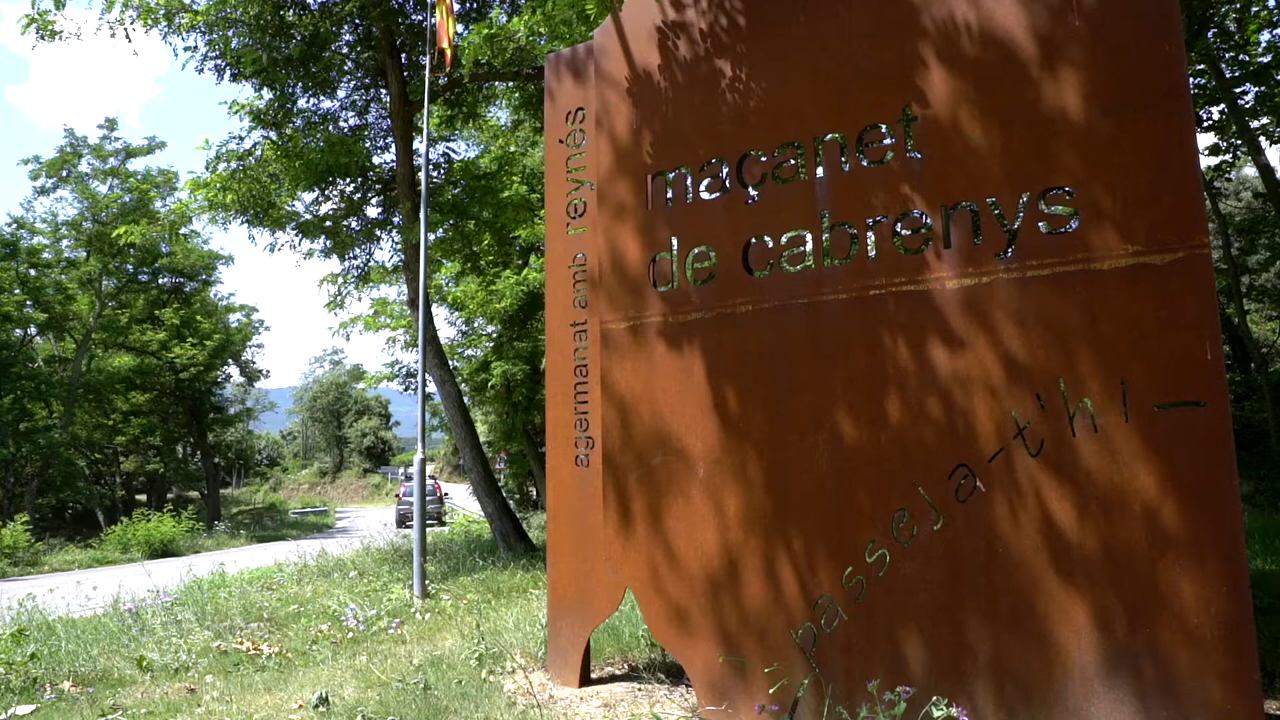 agermanat amb reynés
maçanet
de cabrenys
passeja-t'hi